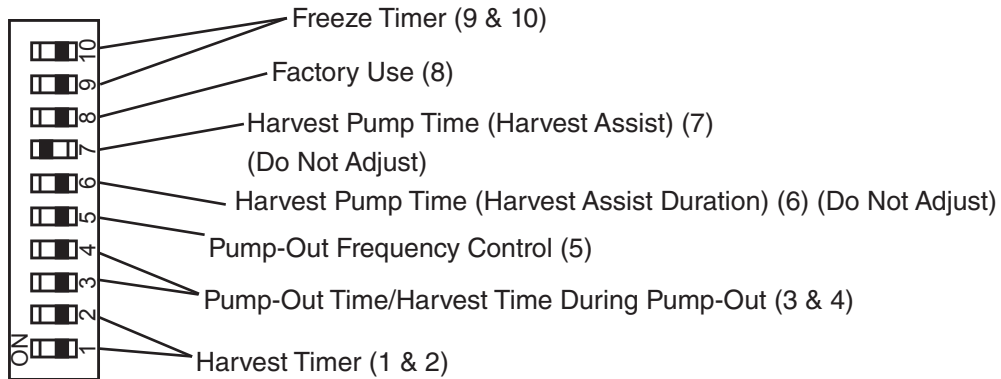 Freeze Timer (9 & 10)
Factory Use (8)
Harvest Pump Time (Harvest Assist) (7)
(Do Not Adjust)
Harvest Pump Time (Harvest Assist Duration) (6) (Do Not Adjust)
Pump-Out Frequency Control (5)
Pump-Out Time/Harvest Time During Pump-Out (3 & 4)
Harvest Timer (1 & 2)
10
9
8
7
6
5
4
3
2
1
ON